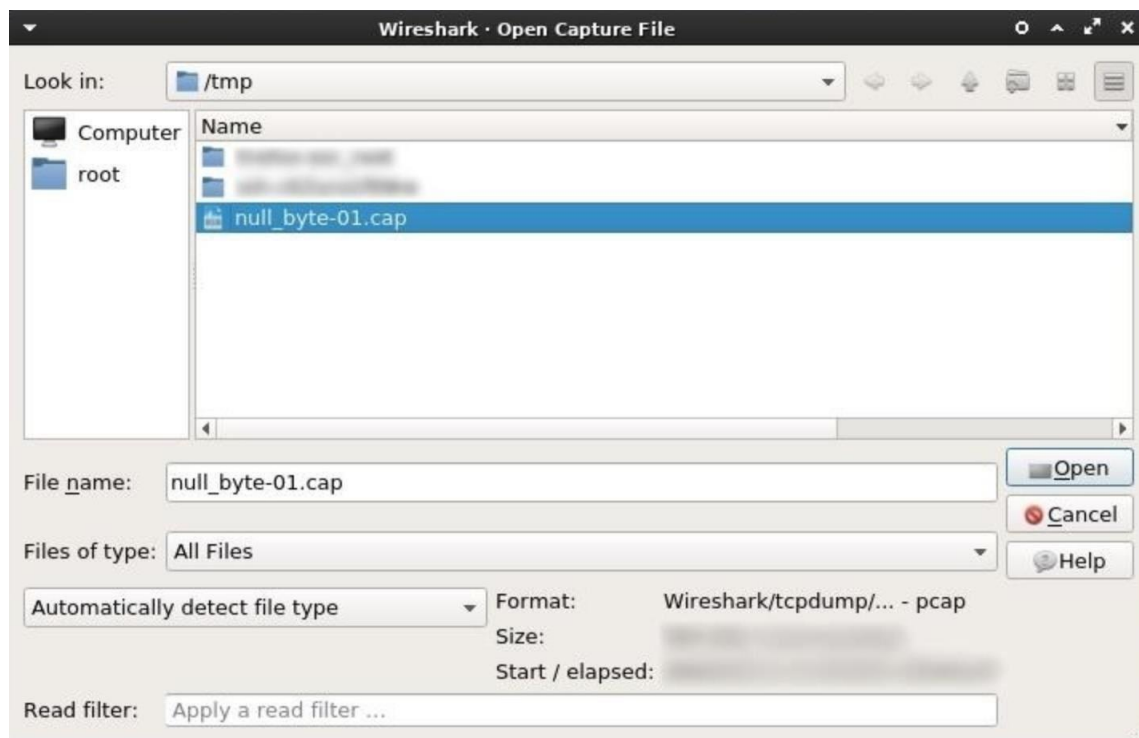 Wireshark · Open Capture File
Look in: /tmp
Computer
root
Name
null_byte-01.cap
File name: null_byte-01.cap
Open
Cancel
Files of type: All Files
Help
Automatically detect file type
Format: Wireshark/tcpdump/... - pcap
Size:
Start / elapsed:
Read filter: Apply a read filter ...